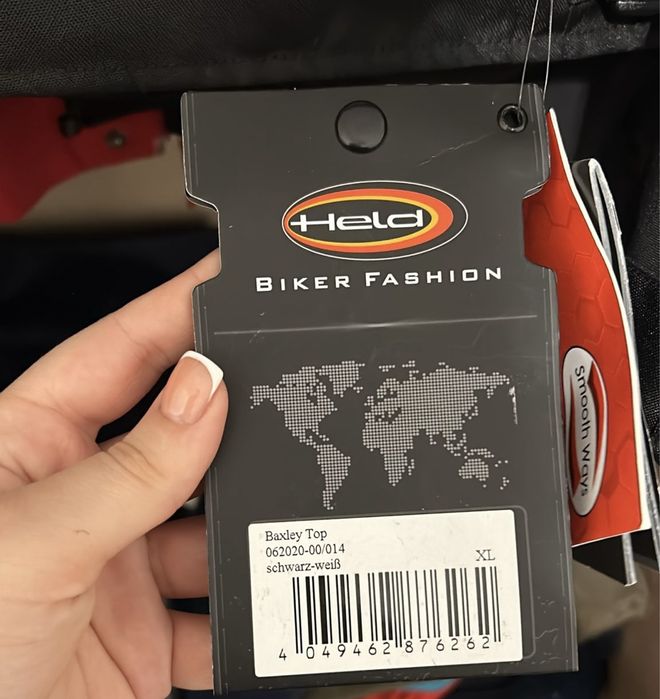 Held
BIKER FASHION
Smooth Ways
Baxley Top
062020-00/014
schwarz-weiß
XL
4 049462 876262